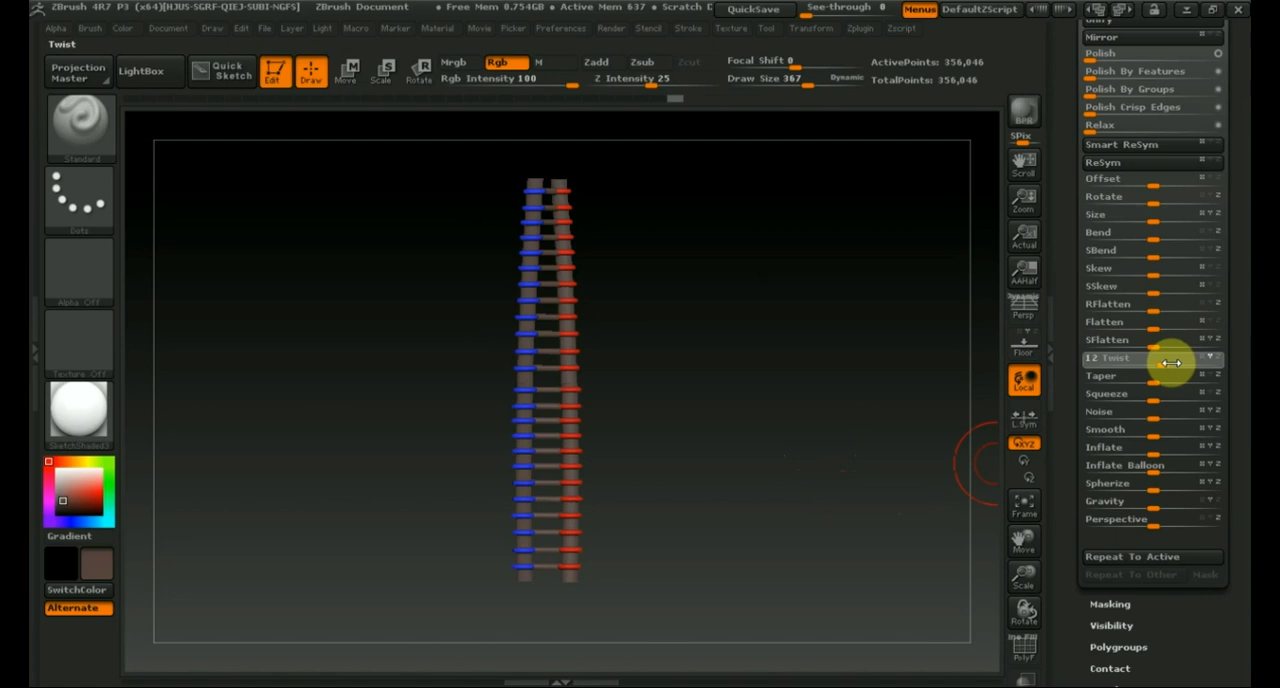 ZBrush 4R7 P3 (x64)[HJUS-SGRF-QIEJ-SUBI-NGFS] ZBrush Document • Free Mem 0.754GB • Active Mem 637 • Scratch D QuickSave See-through 0 Menus DefaultZScript
Alpha Brush Color Document Draw Edit File Layer Light Macro Marker Material Movie Picker Preferences Render Stencil Stroke Texture Tool Transform Zplugin Zscript
Twist
Projection Master
LightBox
Quick Sketch
Edit
Draw
Move
Scale
Rotate
Mrgb Rgb M
Rgb Intensity 100
Zadd Zsub Zcut
Z Intensity 25
Focal Shift 0
Draw Size 367 Dynamic
ActivePoints: 356,046
TotalPoints: 356,046
Standard
Dots
Alpha Off
Texture Off
SketchShaded3
Gradient
SwitchColor
Alternate
BPR
SPix
Scroll
Zoom
Actual
AAHalf
Dynamic
Persp
Floor
Local
L.Sym
XYZ
Frame
Move
Scale
Rotate
Line Fill
PolyF
Mirror
Polish
Polish By Features
Polish By Groups
Polish Crisp Edges
Relax
Smart ReSym
ReSym
Offset
Rotate
Size
Bend
SBend
Skew
SSkew
RFlatten
Flatten
SFlatten
12 Twist
Taper
Squeeze
Noise
Smooth
Inflate
Inflate Balloon
Spherize
Gravity
Perspective
Repeat To Active
Repeat To Other Mask
Masking
Visibility
Polygroups
Contact